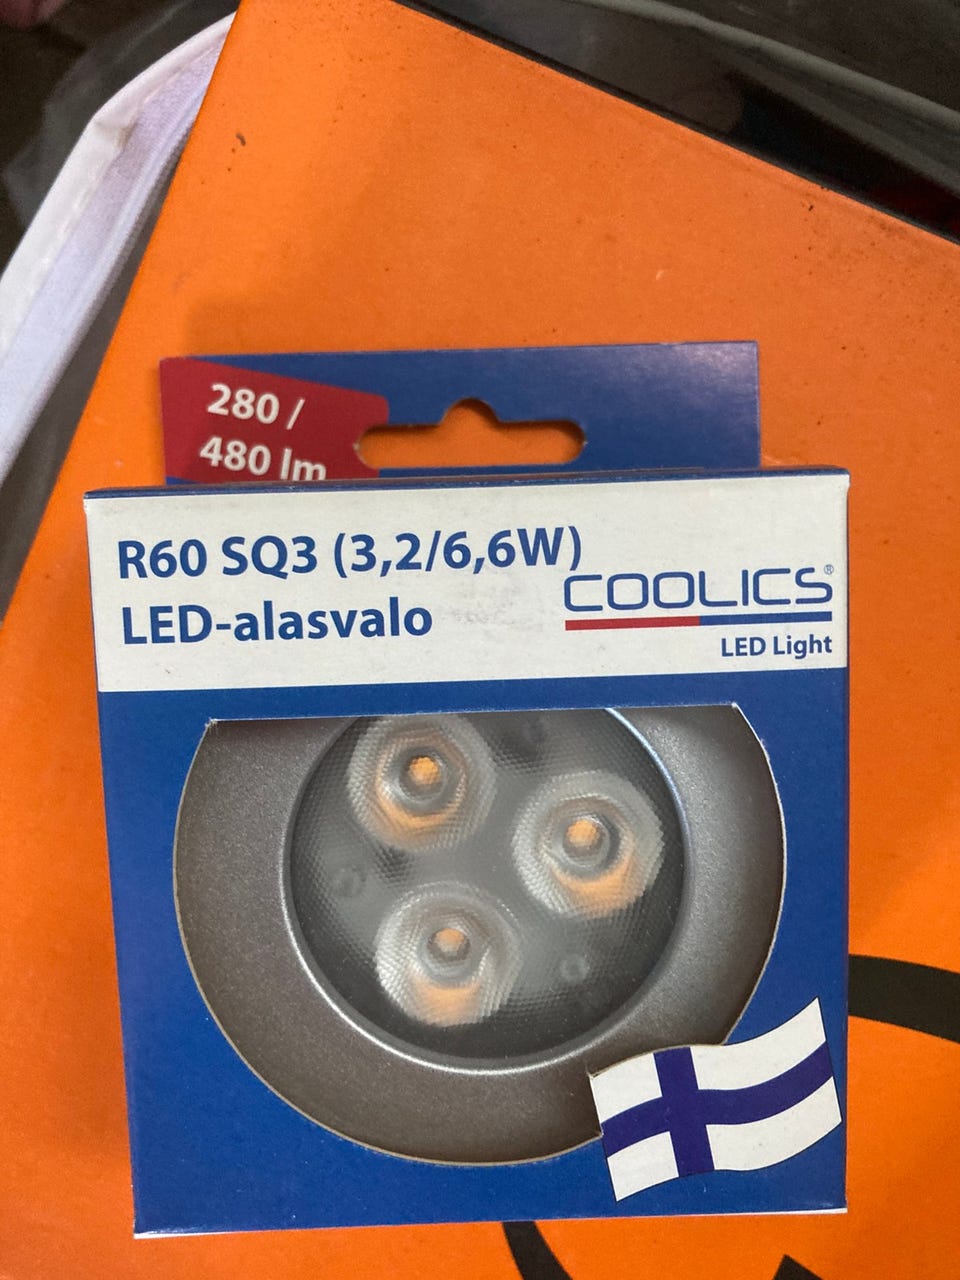 280 /
480 lm
R60 SQ3 (3,2/6,6W)
LED-alasvalo
COOLICS®
LED Light